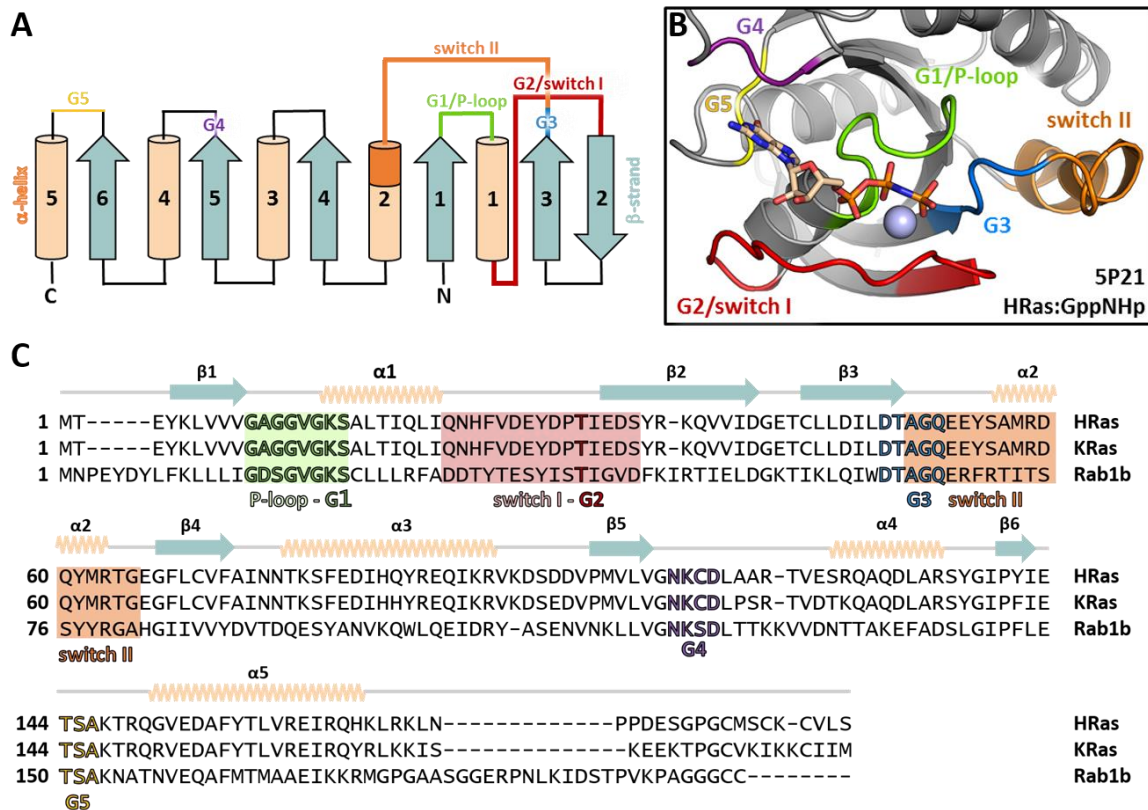 A
switch II
G2/switch I
G5
G4
G1/P-loop
G3
α-helix
5 6 4 5 3 4 2 1 1 3 2
β-strand
C
N
B
G4
G1/P-loop
G5
switch II
G3
G2/switch I
5P21
HRas:GppNHp
C
β1 α1 β2 β3 α2
1 MT-----EYKLVVVGAGGVGKSALTIQLIQNHFVDEYDPTIEDSYR-KQVVIDGETCLLDILDTAGQEEYSAMRD HRas
1 MT-----EYKLVVVGAGGVGKSALTIQLIQNHFVDEYDPTIEDSYR-KQVVIDGETCLLDILDTAGQEEYSAMRD KRas
1 MNPEYDYLFKLLLIGDSGVGKSCLLLRFADDTYTESYISTIGVDFKIRTIELDGKTIKLQIWDTAGQERFRTITS Rab1b
P-loop - G1 switch I - G2 G3 switch II
α2 β4 α3 β5 α4 β6
60 QYMRTGEGFLCVFAINNTKSFEDIHQYREQIKRVKDSDDVPMVLVGNKCDLAAR-TVESRQAQDLARSYGIPYIE HRas
60 QYMRTGEGFLCVFAINNTKSFEDIHHYREQIKRVKDSEDVPMVLVGNKCDLPSR-TVDTKQAQDLARSYGIPFIE KRas
76 SYYRGAHGIIVVYDVTDQESYANVKQWLQEIDRY-ASENVNKLLVGNKSDLTTKKVVDNTTAKEFADSLGIPFLE Rab1b
switch II G4
α5
144 TSAKTRQGVEDAFYTLVREIRQHKLRKLN-------------PPDESGPGCMSCK-CVLS HRas
144 TSAKTRQRVEDAFYTLVREIRQYRLKKIS--------------KEEKTPGCVKIKKCIIM KRas
150 TSAKNATNVEQAFMTMAAEIKKRMGPGAASGGERPNLKIDSTPVKPAGGGCC-------- Rab1b
G5